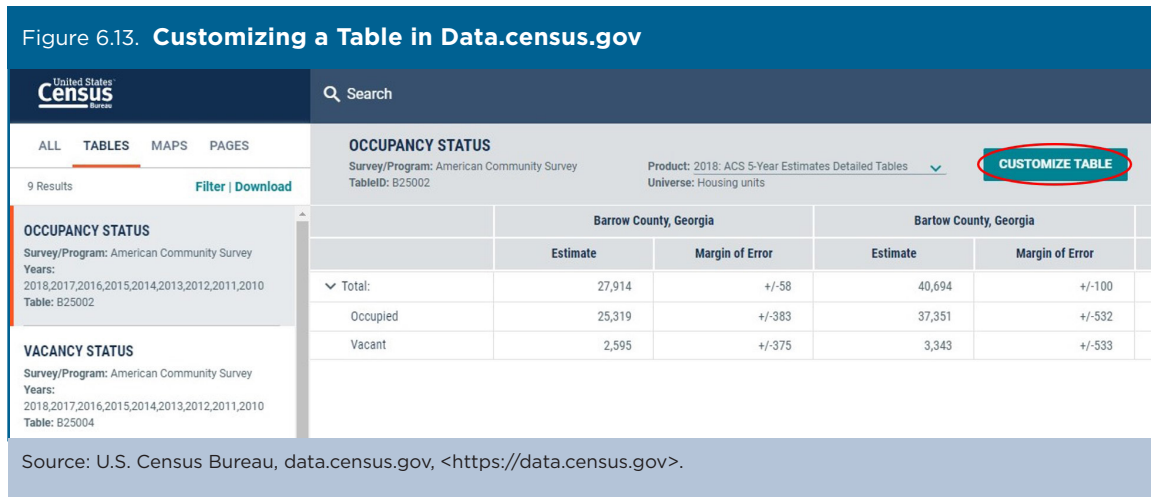 Figure 6.13. Customizing a Table in Data.census.gov
United States®
Census
Bureau
Search
ALL TABLES MAPS PAGES
9 Results Filter | Download
OCCUPANCY STATUS
Survey/Program: American Community Survey
Years:
2018,2017,2016,2015,2014,2013,2012,2011,2010
Table: B25002
VACANCY STATUS
Survey/Program: American Community Survey
Years:
2018,2017,2016,2015,2014,2013,2012,2011,2010
Table: B25004
OCCUPANCY STATUS
Survey/Program: American Community Survey
TableID: B25002
Product: 2018: ACS 5-Year Estimates Detailed Tables
Universe: Housing units
CUSTOMIZE TABLE
Barrow County, Georgia Bartow County, Georgia
Estimate Margin of Error Estimate Margin of Error
Total: 27,914 +/-58 40,694 +/-100
Occupied 25,319 +/-383 37,351 +/-532
Vacant 2,595 +/-375 3,343 +/-533
Source: U.S. Census Bureau, data.census.gov, <https://data.census.gov>.